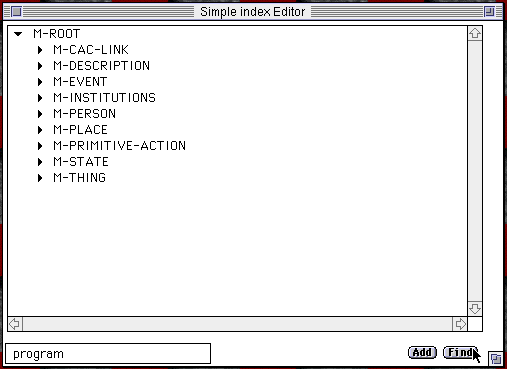 Simple index Editor
M-ROOT
M-CAC-LINK
M-DESCRIPTION
M-EVENT
M-INSTITUTIONS
M-PERSON
M-PLACE
M-PRIMITIVE-ACTION
M-STATE
M-THING
program
Add Find